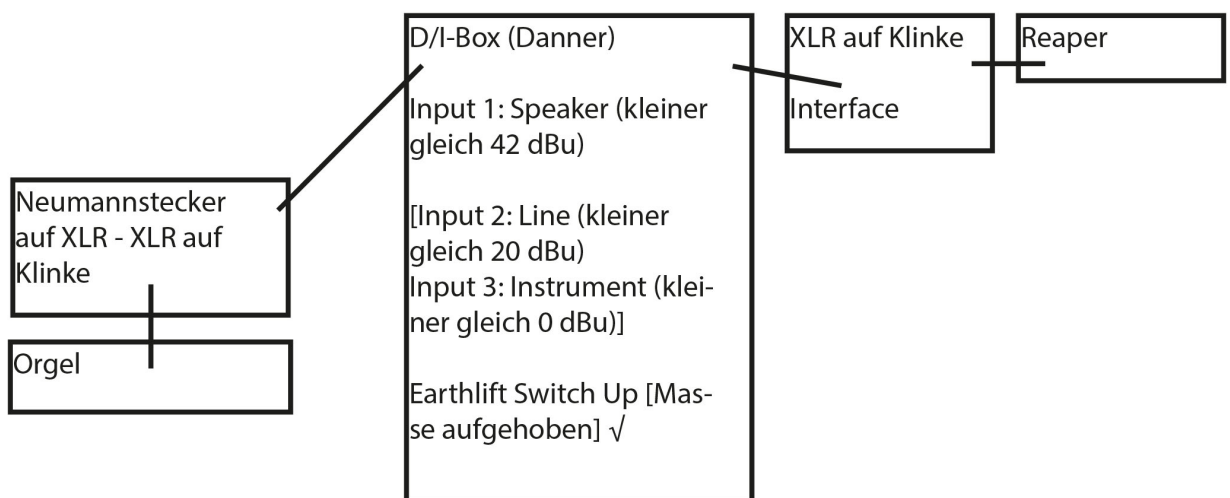 D/I-Box (Danner)
Input 1: Speaker (kleiner
gleich 42 dBu)
[Input 2: Line (kleiner
gleich 20 dBu)
Input 3: Instrument (klei-
ner gleich 0 dBu)]
Earthlift Switch Up [Mas-
se aufgehoben] √
XLR auf Klinke
Interface
Reaper
Neumannstecker
auf XLR - XLR auf
Klinke
Orgel